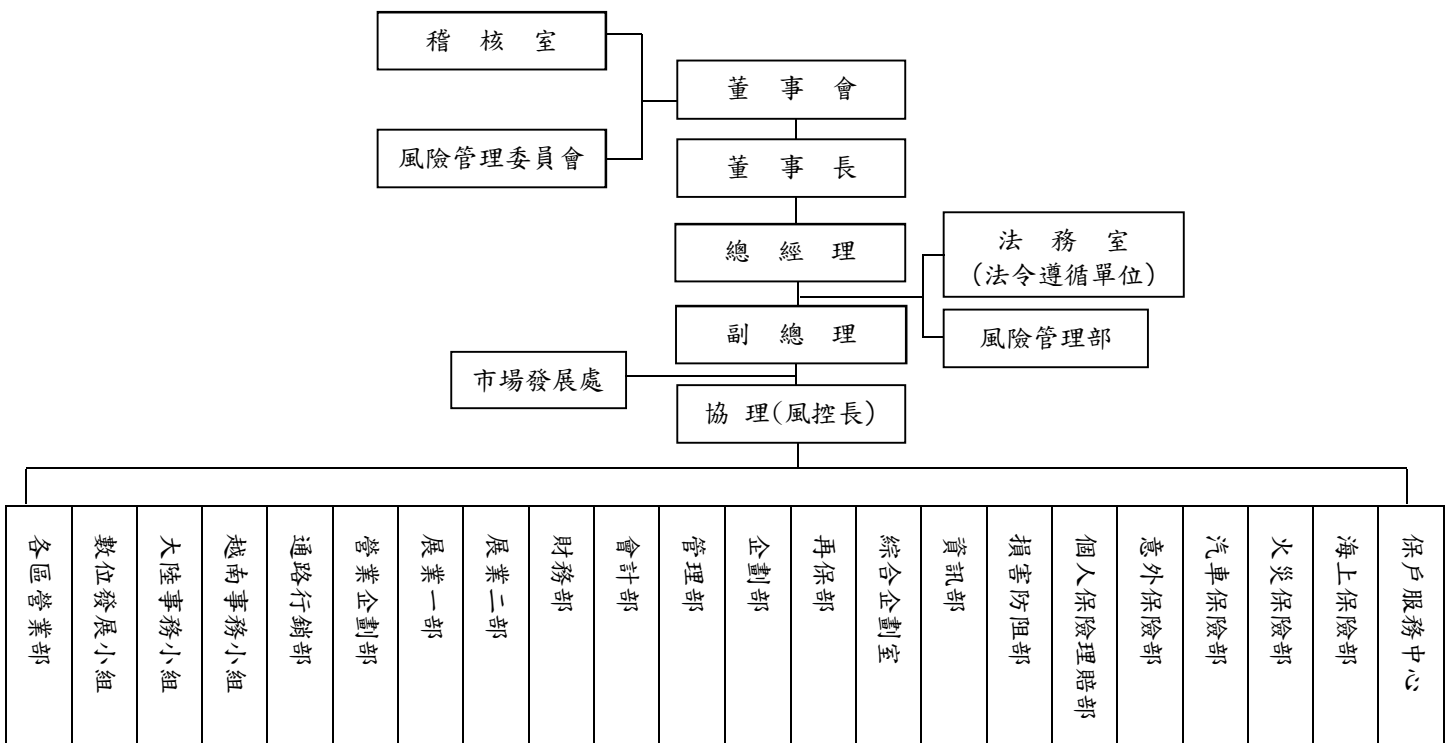 稽核室
董事會
風險管理委員會
董事長
總經理
法務室
(法令遵循單位)
副總理
風險管理部
市場發展處
協理(風控長)
各區營業部
數位發展小組
大陸事務小組
越南事務小組
通路行銷部
營業企劃部
展業一部
展業二部
財務部
會計部
管理部
企劃部
再保部
綜合企劃室
資訊部
損害防阻部
個人保險理賠部
意外保險部
汽車保險部
火災保險部
海上保險部
保戶服務中心